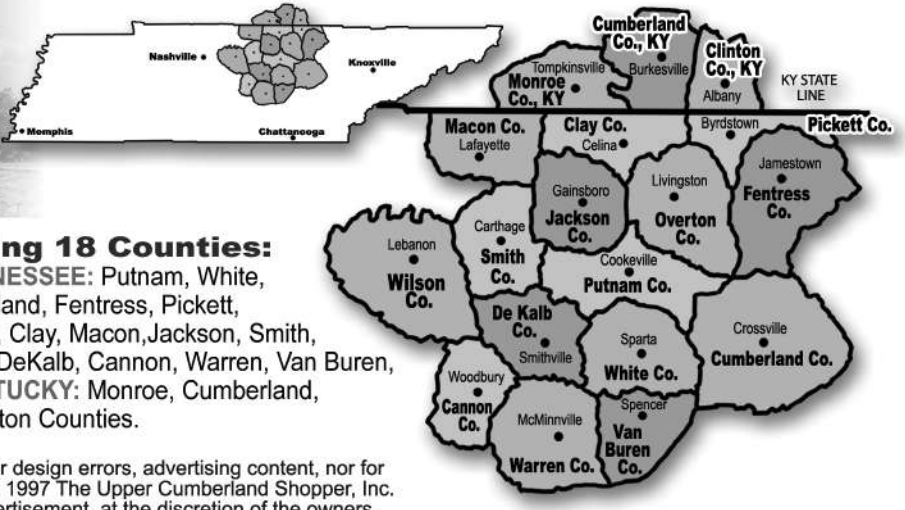 Nashville
Knoxville
Memphis
Chattanooga
Cumberland
Co., KY
Clinton
Co., KY
Tompkinsville
Burkesville
Monroe
Co., KY
Albany
KY STATE
LINE
Macon Co.
Lafayette
Clay Co.
Celina
Byrdstown
Pickett Co.
Jamestown
Fentress
Co.
Gainsboro
Jackson
Co.
Livingston
Overton
Co.
Lebanon
Wilson
Co.
Carthage
Smith
Co.
Cookeville
Putnam Co.
De Kalb
Co.
Smithville
Sparta
White Co.
Crossville
Cumberland Co.
Woodbury
Cannon
Co.
McMinnville
Warren Co.
Spencer
Van
Buren
Co.
ng 18 Counties:
NESSEE: Putnam, White,
and, Fentress, Pickett,
, Clay, Macon,Jackson, Smith,
DeKalb, Cannon, Warren, Van Buren,
TUCKY: Monroe, Cumberland,
ton Counties.
r design errors, advertising content, nor for
1997 The Upper Cumberland Shopper, Inc.
ertisement, at the discretion of the owners